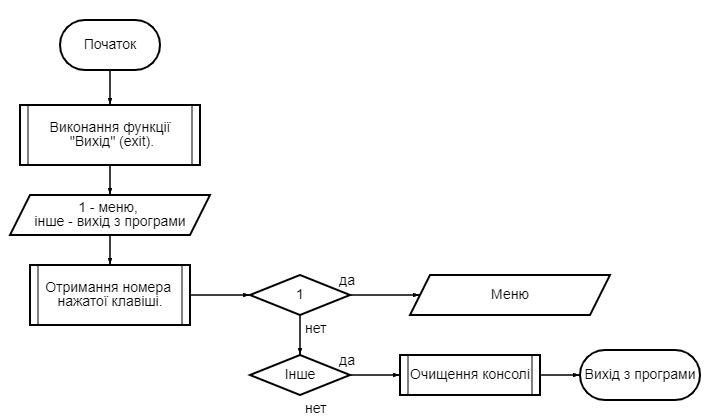 Початок
Виконання функції
"Вихід" (exit).
1 - меню,
інше - вихід з програми
Отримання номера
нажатої клавіші.
1
да
Меню
нет
Інше
да
Очищення консолі
Вихід з програми
нет